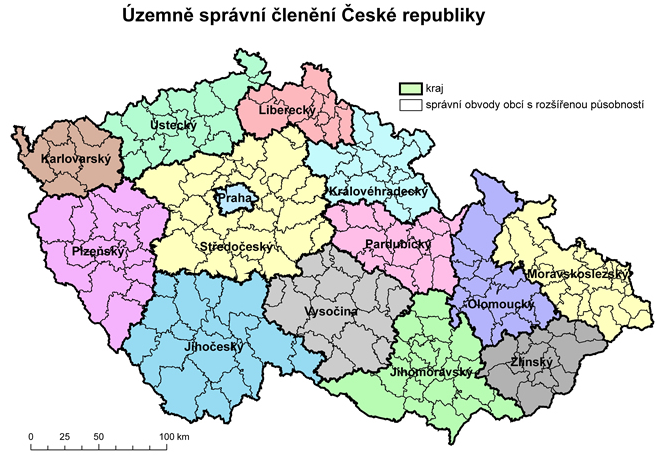 Územně správní členění České republiky
kraj
správní obvody obcí s rozšířenou působností
Liberecký
Ústecký
Karlovarský
Královéhradecký
Praha
Středočeský
Pardubický
Plzeňský
Moravskoslezský
Olomoucký
Vysočina
Jihočeský
Zlínský
Jihomoravský
0 25 50 100 km